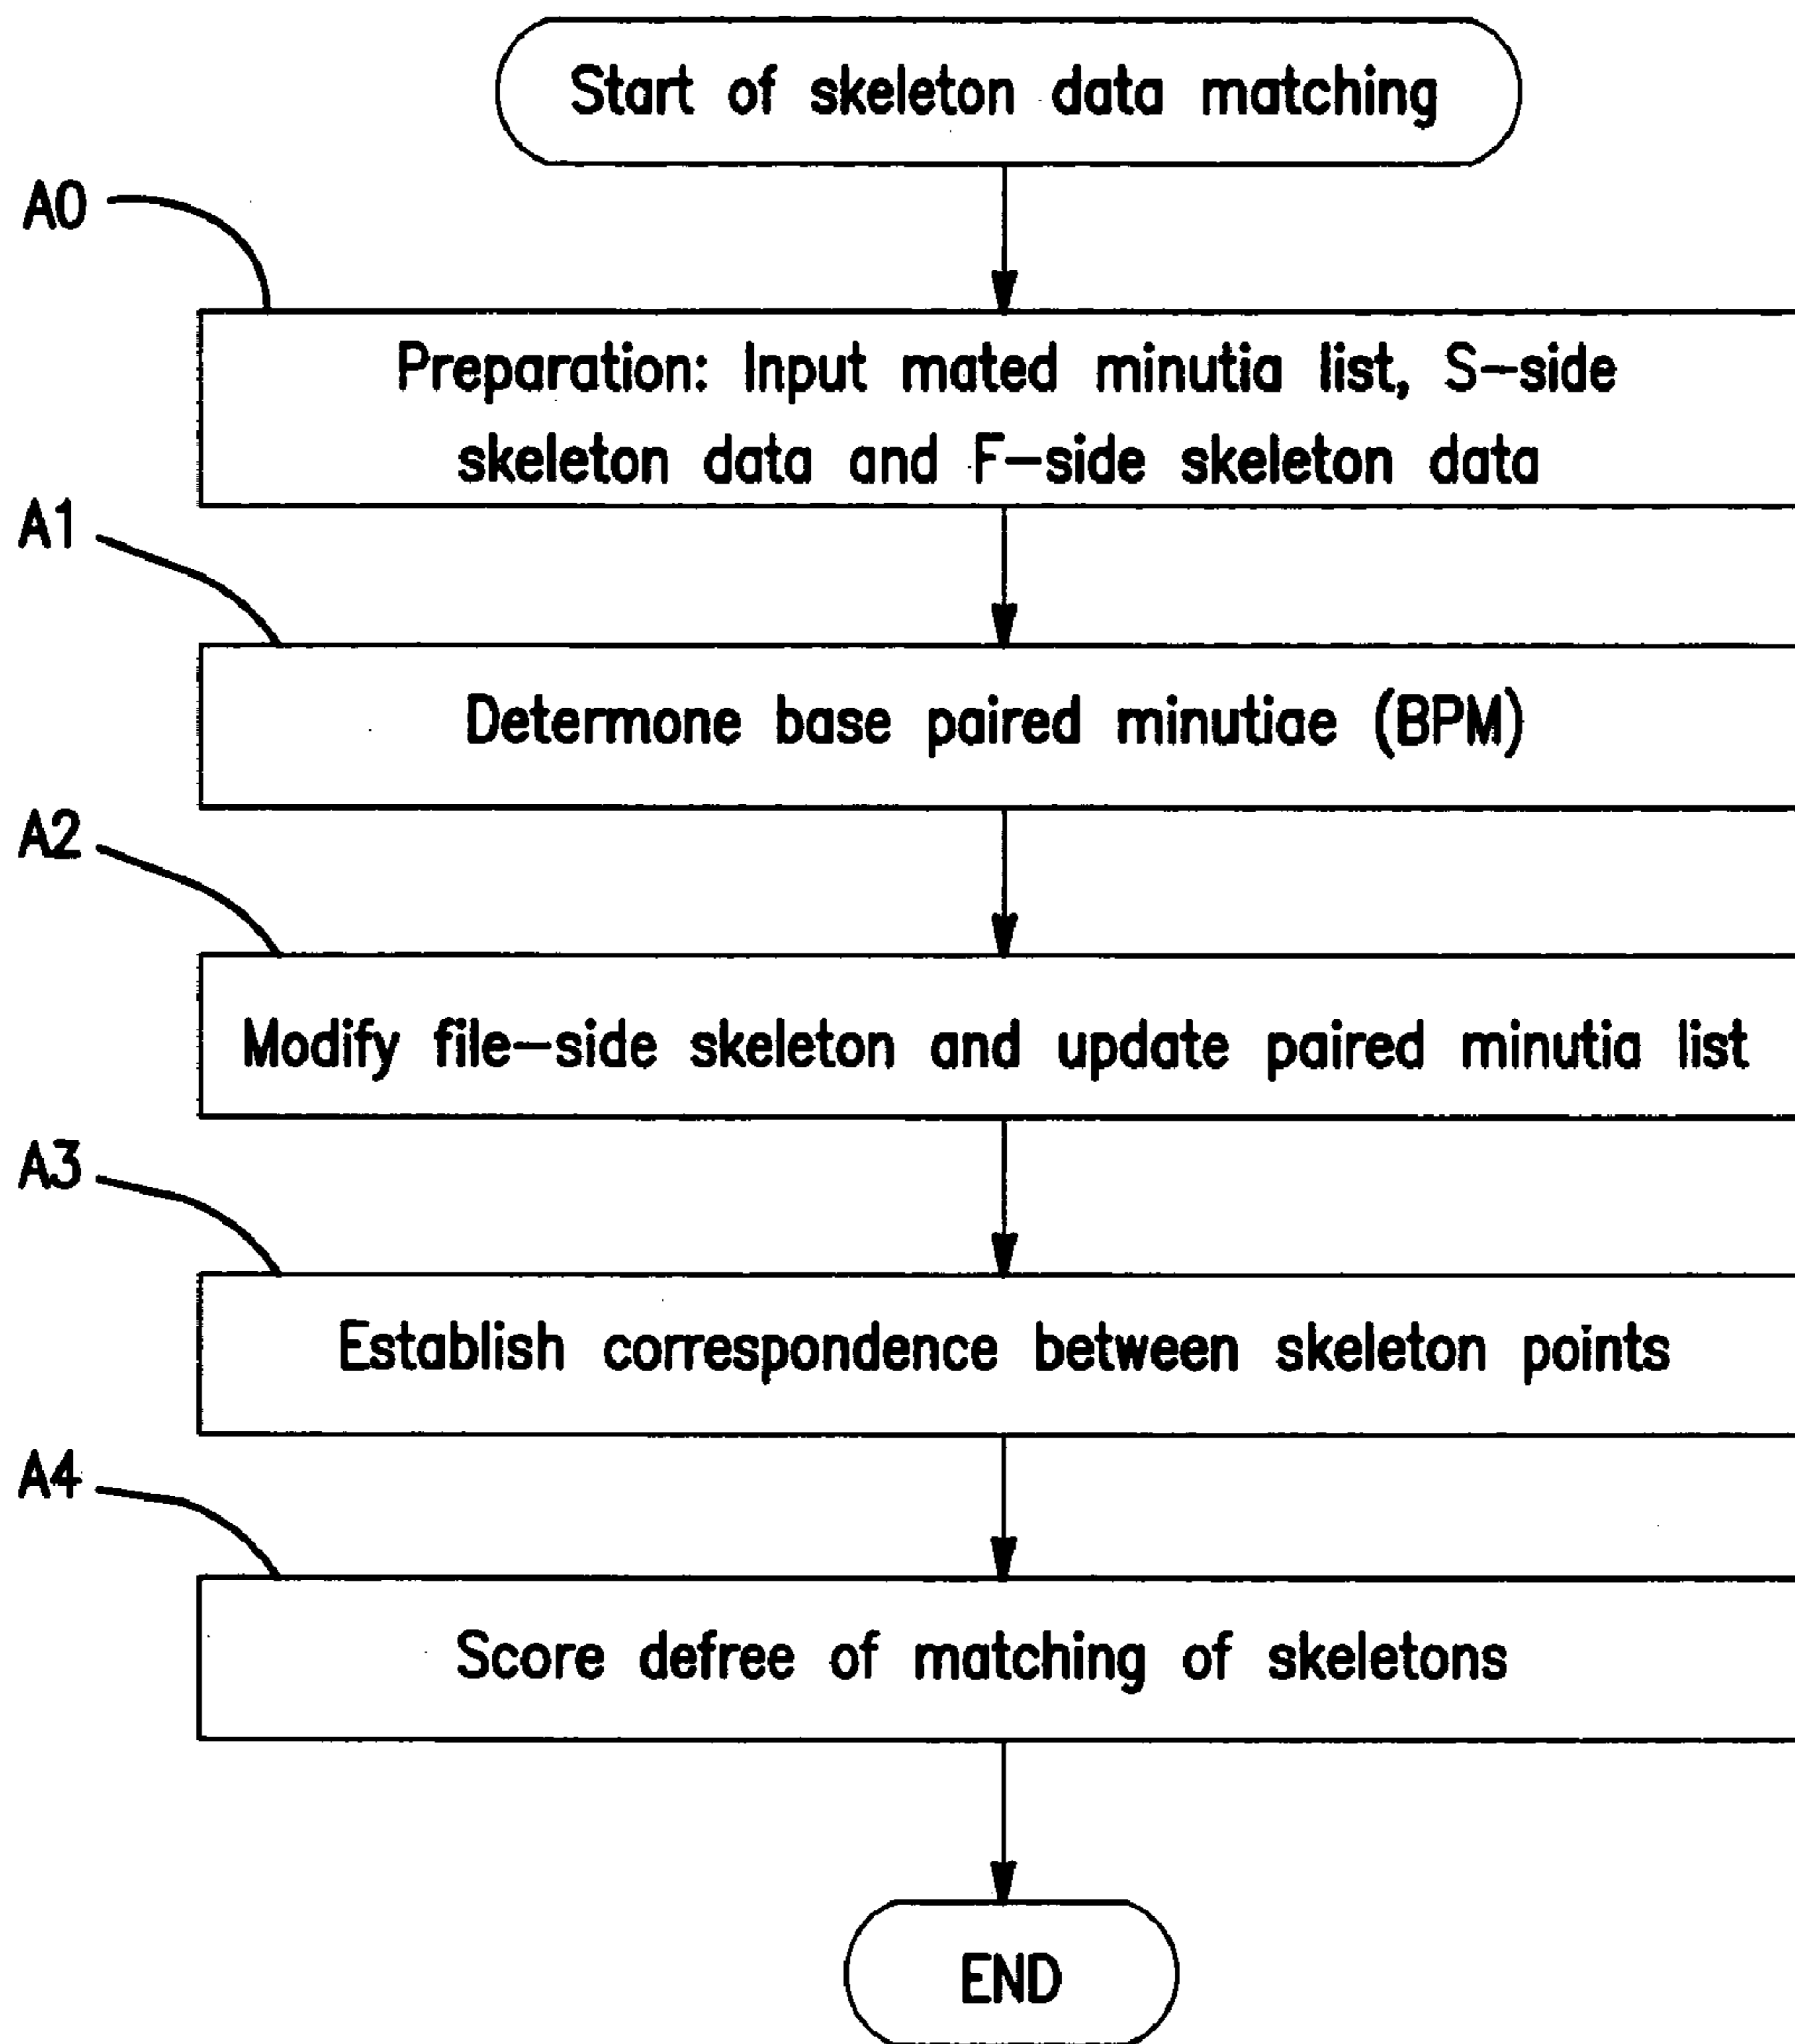 Start of skeleton data matching
A0
Preparation: Input mated minutia list, S-side
skeleton data and F-side skeleton data
A1
Determone base paired minutiae (BPM)
A2
Modify file-side skeleton and update paired minutia list
A3
Establish correspondence between skeleton points
A4
Score defree of matching of skeletons
END